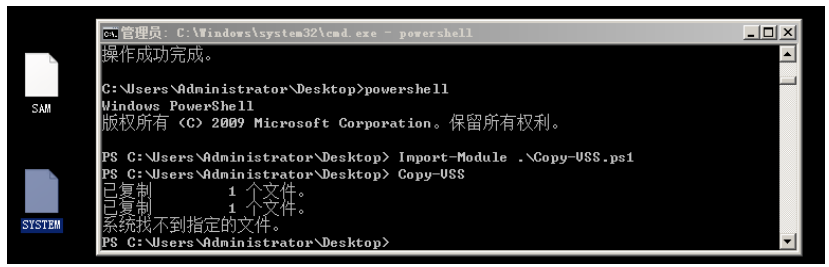 管理员: C:\Windows\system32\cmd.exe - powershell
操作成功完成。
C:\Users\Administrator\Desktop>powershell
Windows PowerShell
版权所有 (C) 2009 Microsoft Corporation。保留所有权利。
PS C:\Users\Administrator\Desktop> Import-Module .\Copy-VSS.ps1
PS C:\Users\Administrator\Desktop> Copy-VSS
已复制         1 个文件。
已复制         1 个文件。
系统找不到指定的文件。
PS C:\Users\Administrator\Desktop>
SAM
SYSTEM